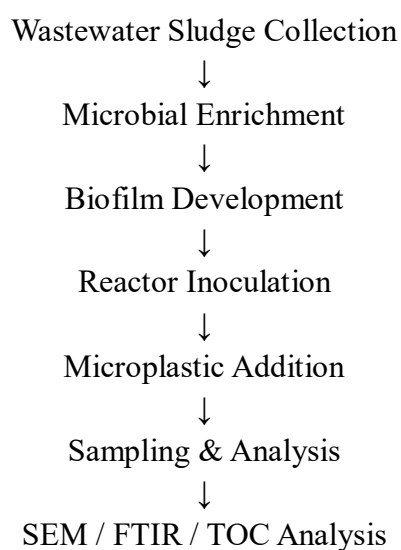 Wastewater Sludge Collection
↓
Microbial Enrichment
↓
Biofilm Development
↓
Reactor Inoculation
↓
Microplastic Addition
↓
Sampling & Analysis
↓
SEM / FTIR / TOC Analysis